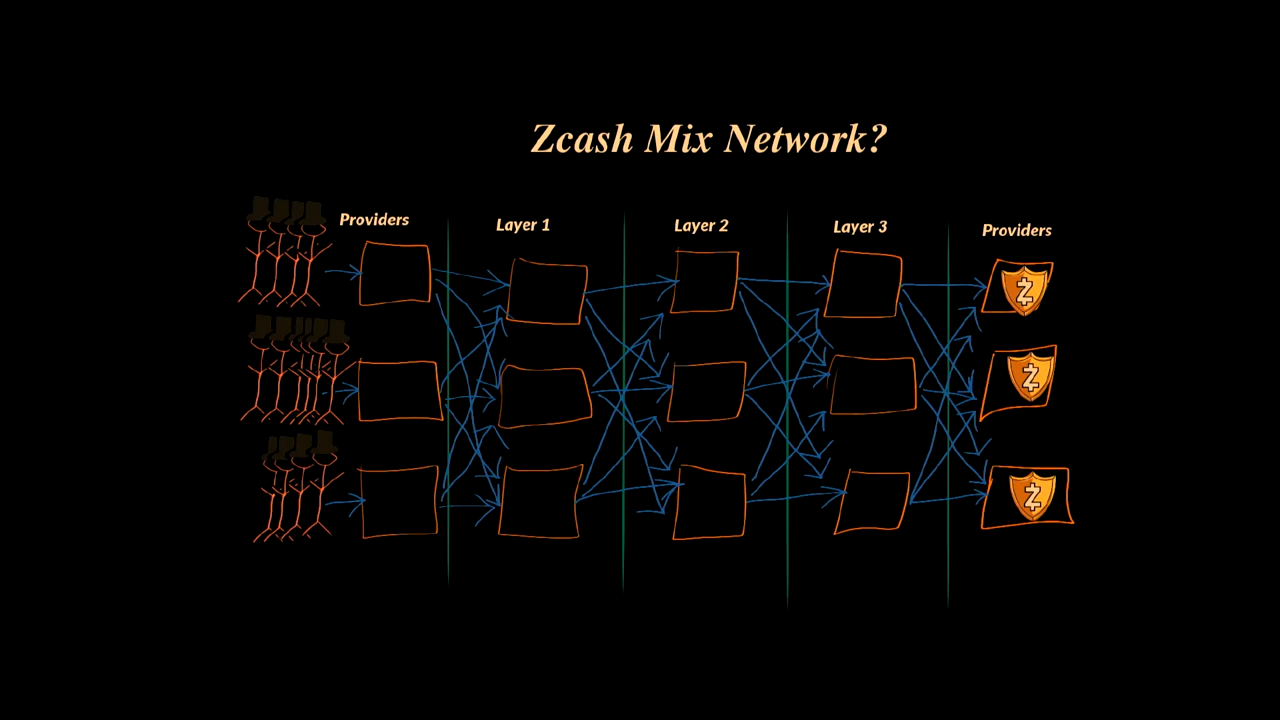 Zcash Mix Network?
Providers
Layer 1
Layer 2
Layer 3
Providers